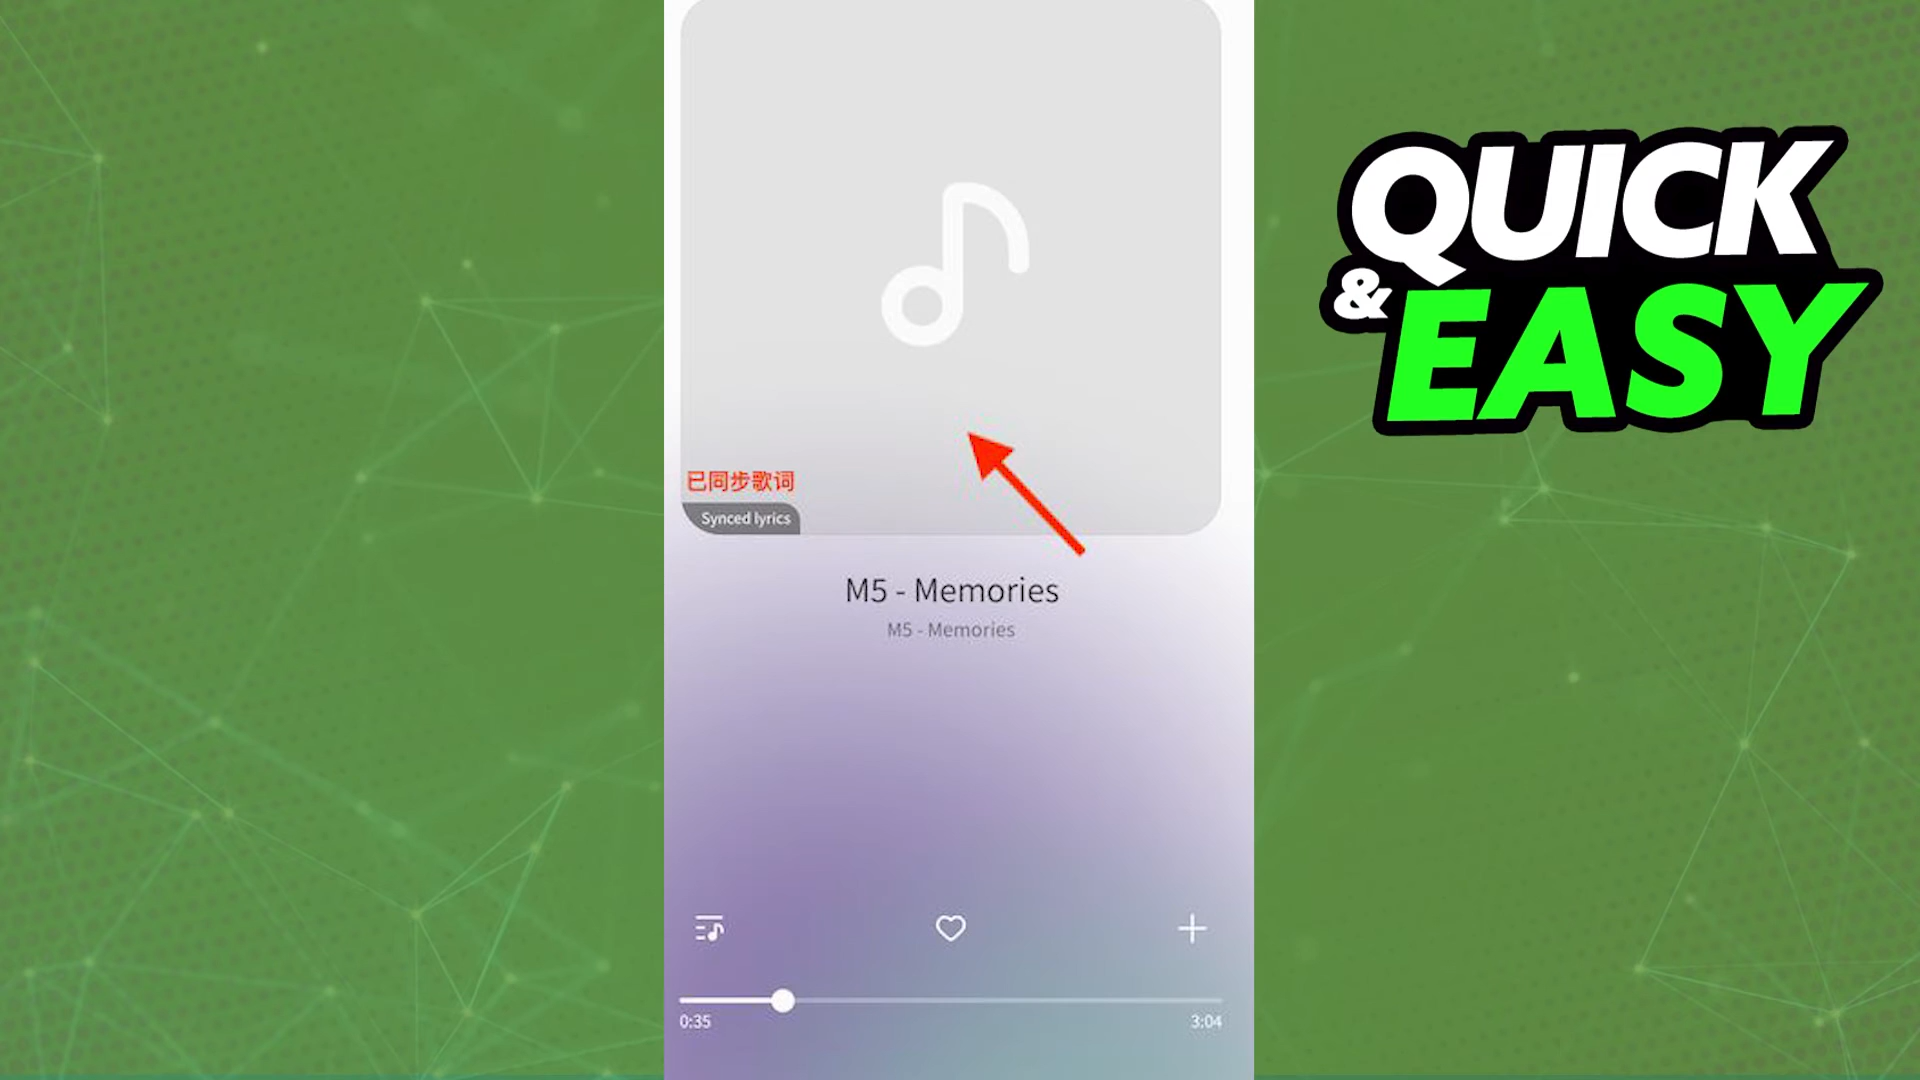 QUICK
& EASY
已同步歌词
Synced lyrics
M5 - Memories
M5 - Memories
0:35
3:04